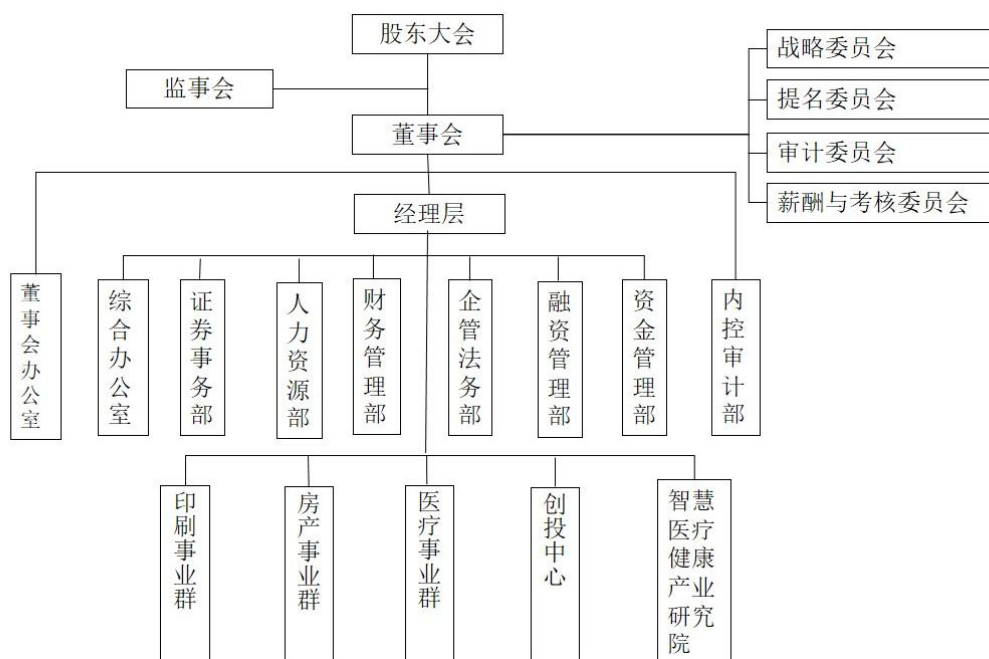 股东大会
战略委员会
监事会
提名委员会
董事会
审计委员会
经理层
薪酬与考核委员会
董事会办公室
综合办公室
证券事务部
人力资源部
财务管理部
企管法务部
融资管理部
资金管理部
内控审计部
印刷事业群
房产事业群
医疗事业群
创投中心
智慧
医疗
健康
产业
研究
院